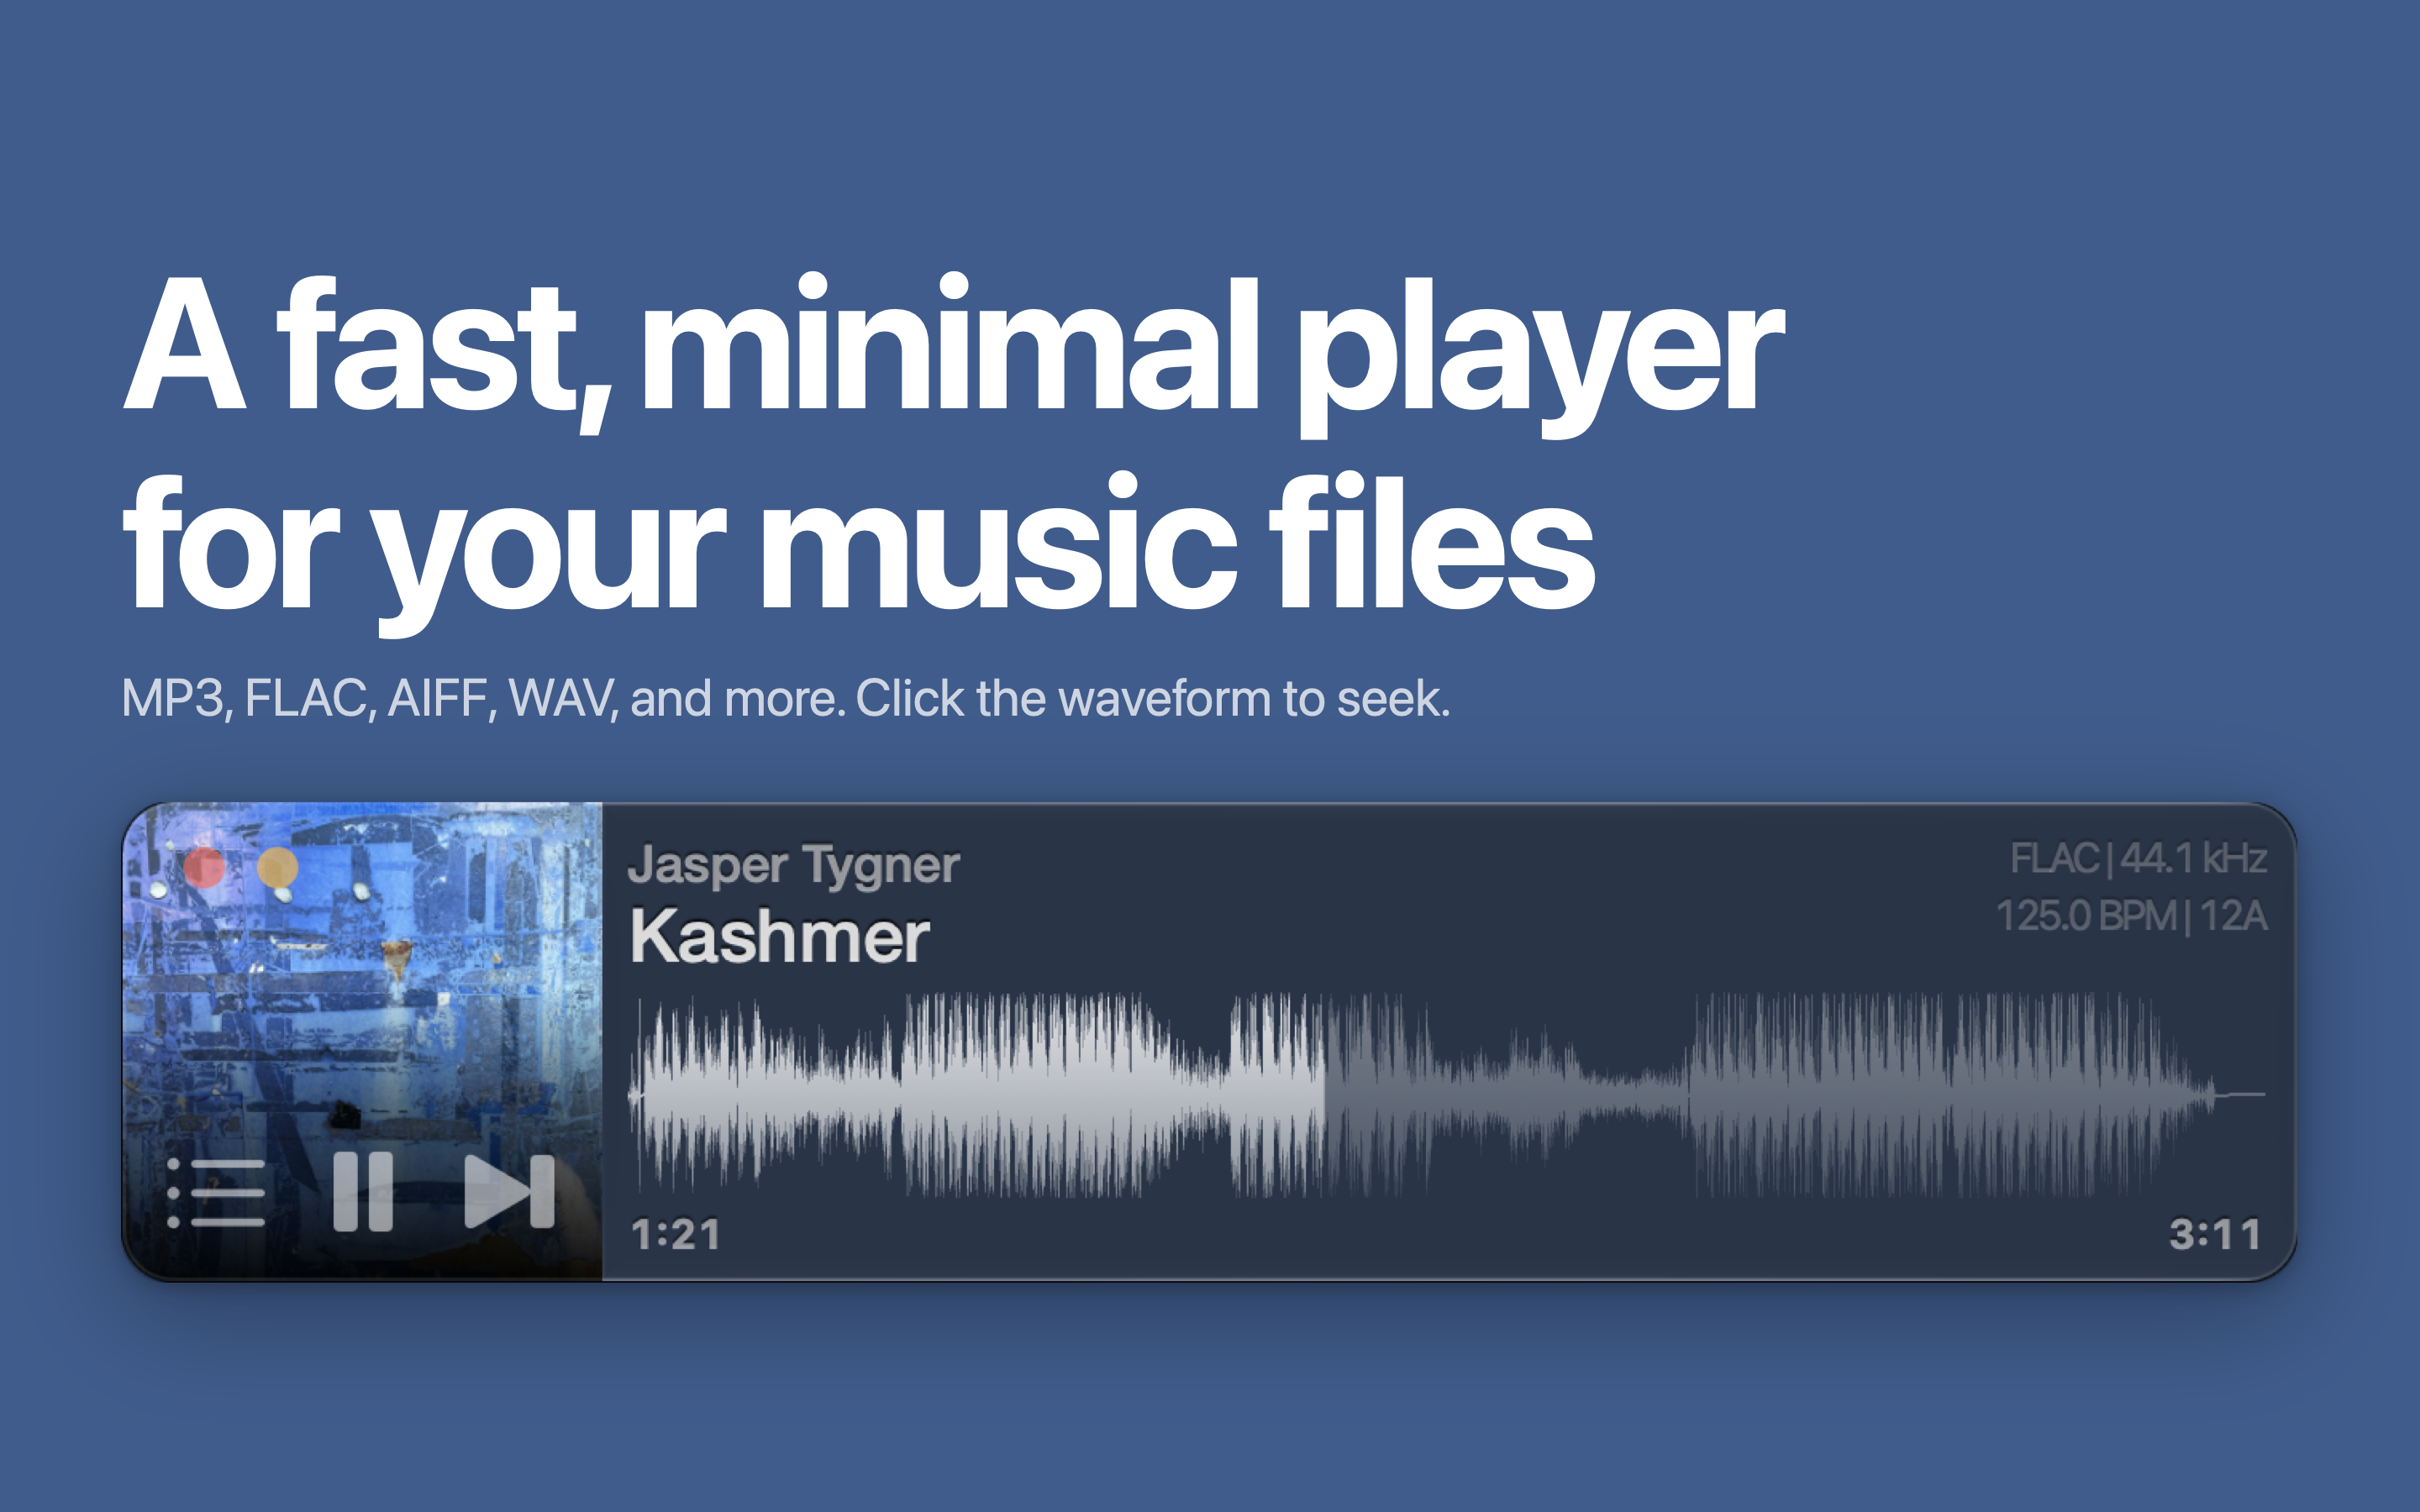 A fast, minimal player
for your music files
MP3, FLAC, AIFF, WAV, and more. Click the waveform to seek.
Jasper Tygner
Kashmer
FLAC | 44.1 kHz
125.0 BPM | 12A
1:21
3:11